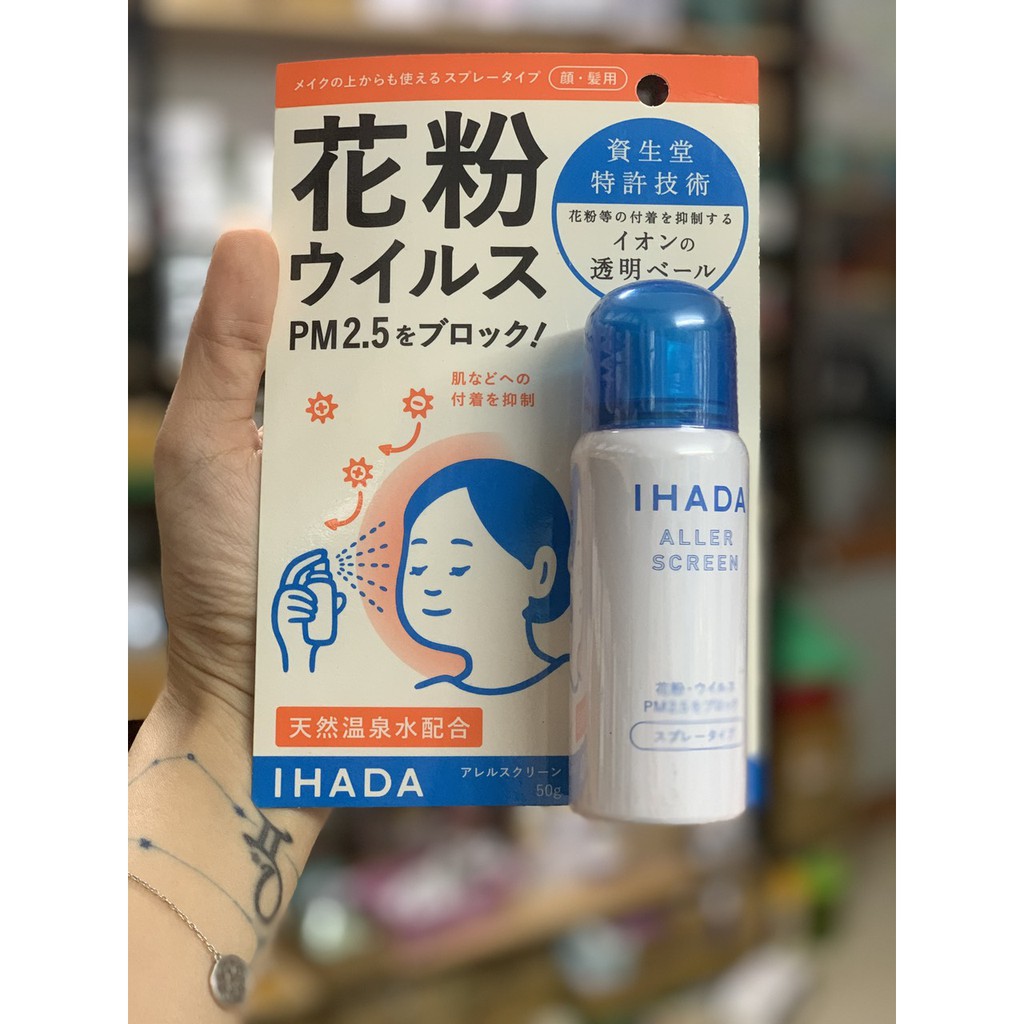 メイクの上からも使えるスプレータイプ 顔・髪用
花粉
ウイルス
PM2.5をブロック!
資生堂
特許技術
花粉等の付着を抑制する
イオンの
透明ベール
肌などへの
付着を抑制
天然温泉水配合
IHADA
アレルスクリーン
50g
IHADA
ALLER
SCREEN
花粉・ウイルス
PM2.5をブロック
スプレータイプ